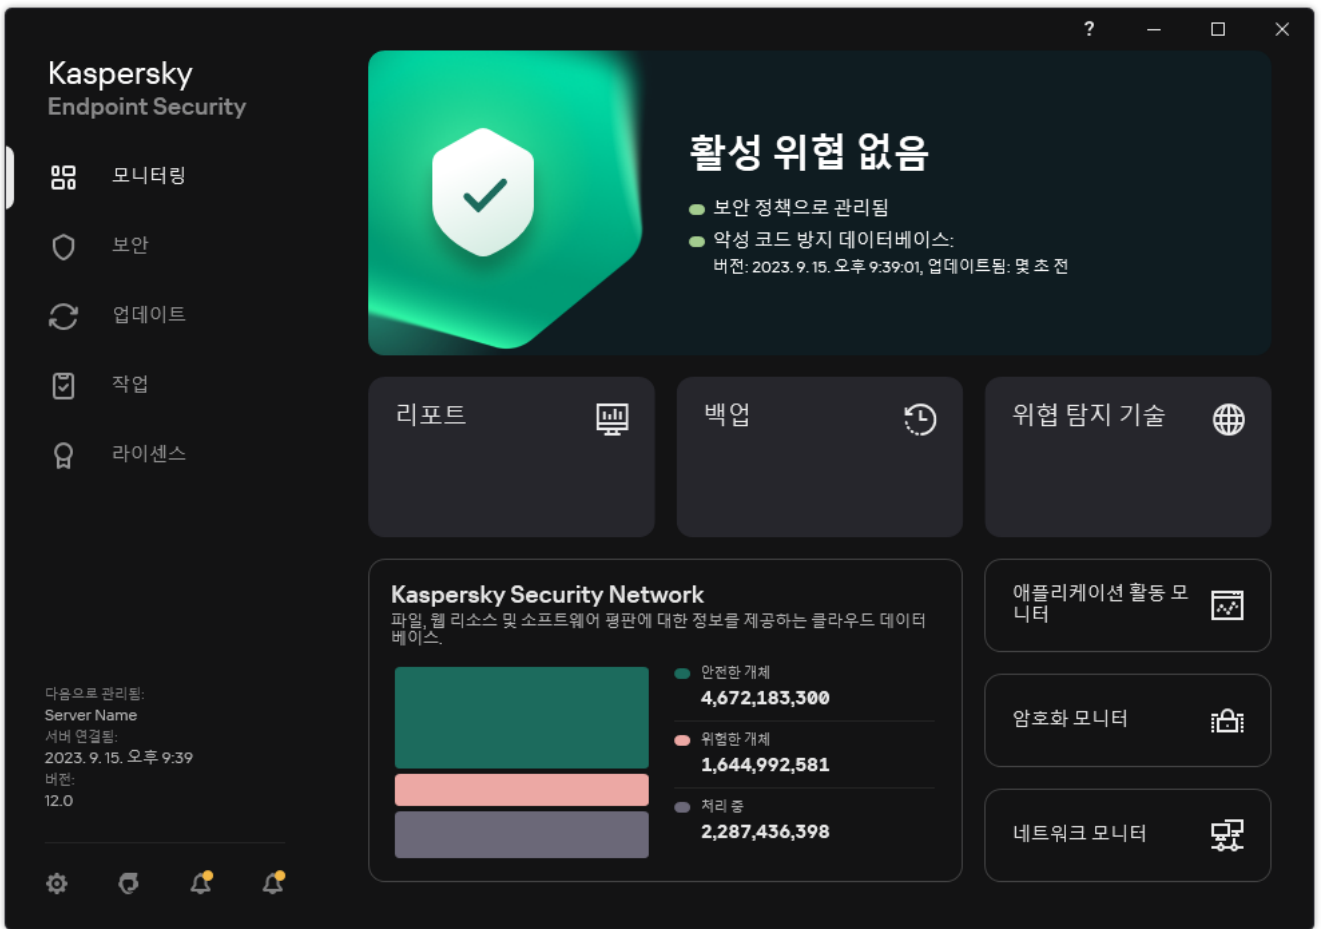 ?
Kaspersky
Endpoint Security
모니터링
보안
업데이트
작업
라이센스
다음으로 관리됨:
Server Name
서버 연결됨:
2023. 9. 15. 오후 9:39
버전:
12.0
활성 위협 없음
보안 정책으로 관리됨
악성 코드 방지 데이터베이스:
버전: 2023. 9. 15. 오후 9:39:01, 업데이트됨: 몇 초 전
리포트
백업
위협 탐지 기술
Kaspersky Security Network
파일, 웹 리소스 및 소프트웨어 평판에 대한 정보를 제공하는 클라우드 데이터
베이스.
안전한 개체
4,672,183,300
위험한 개체
1,644,992,581
처리 중
2,287,436,398
애플리케이션 활동 모
니터
암호화 모니터
네트워크 모니터